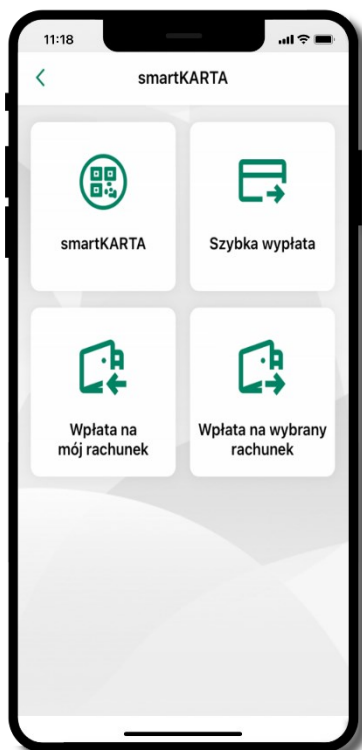 11:18
smartKARTA
smartKARTA
Szybka wypłata
Wpłata na
mój rachunek
Wpłata na wybrany
rachunek